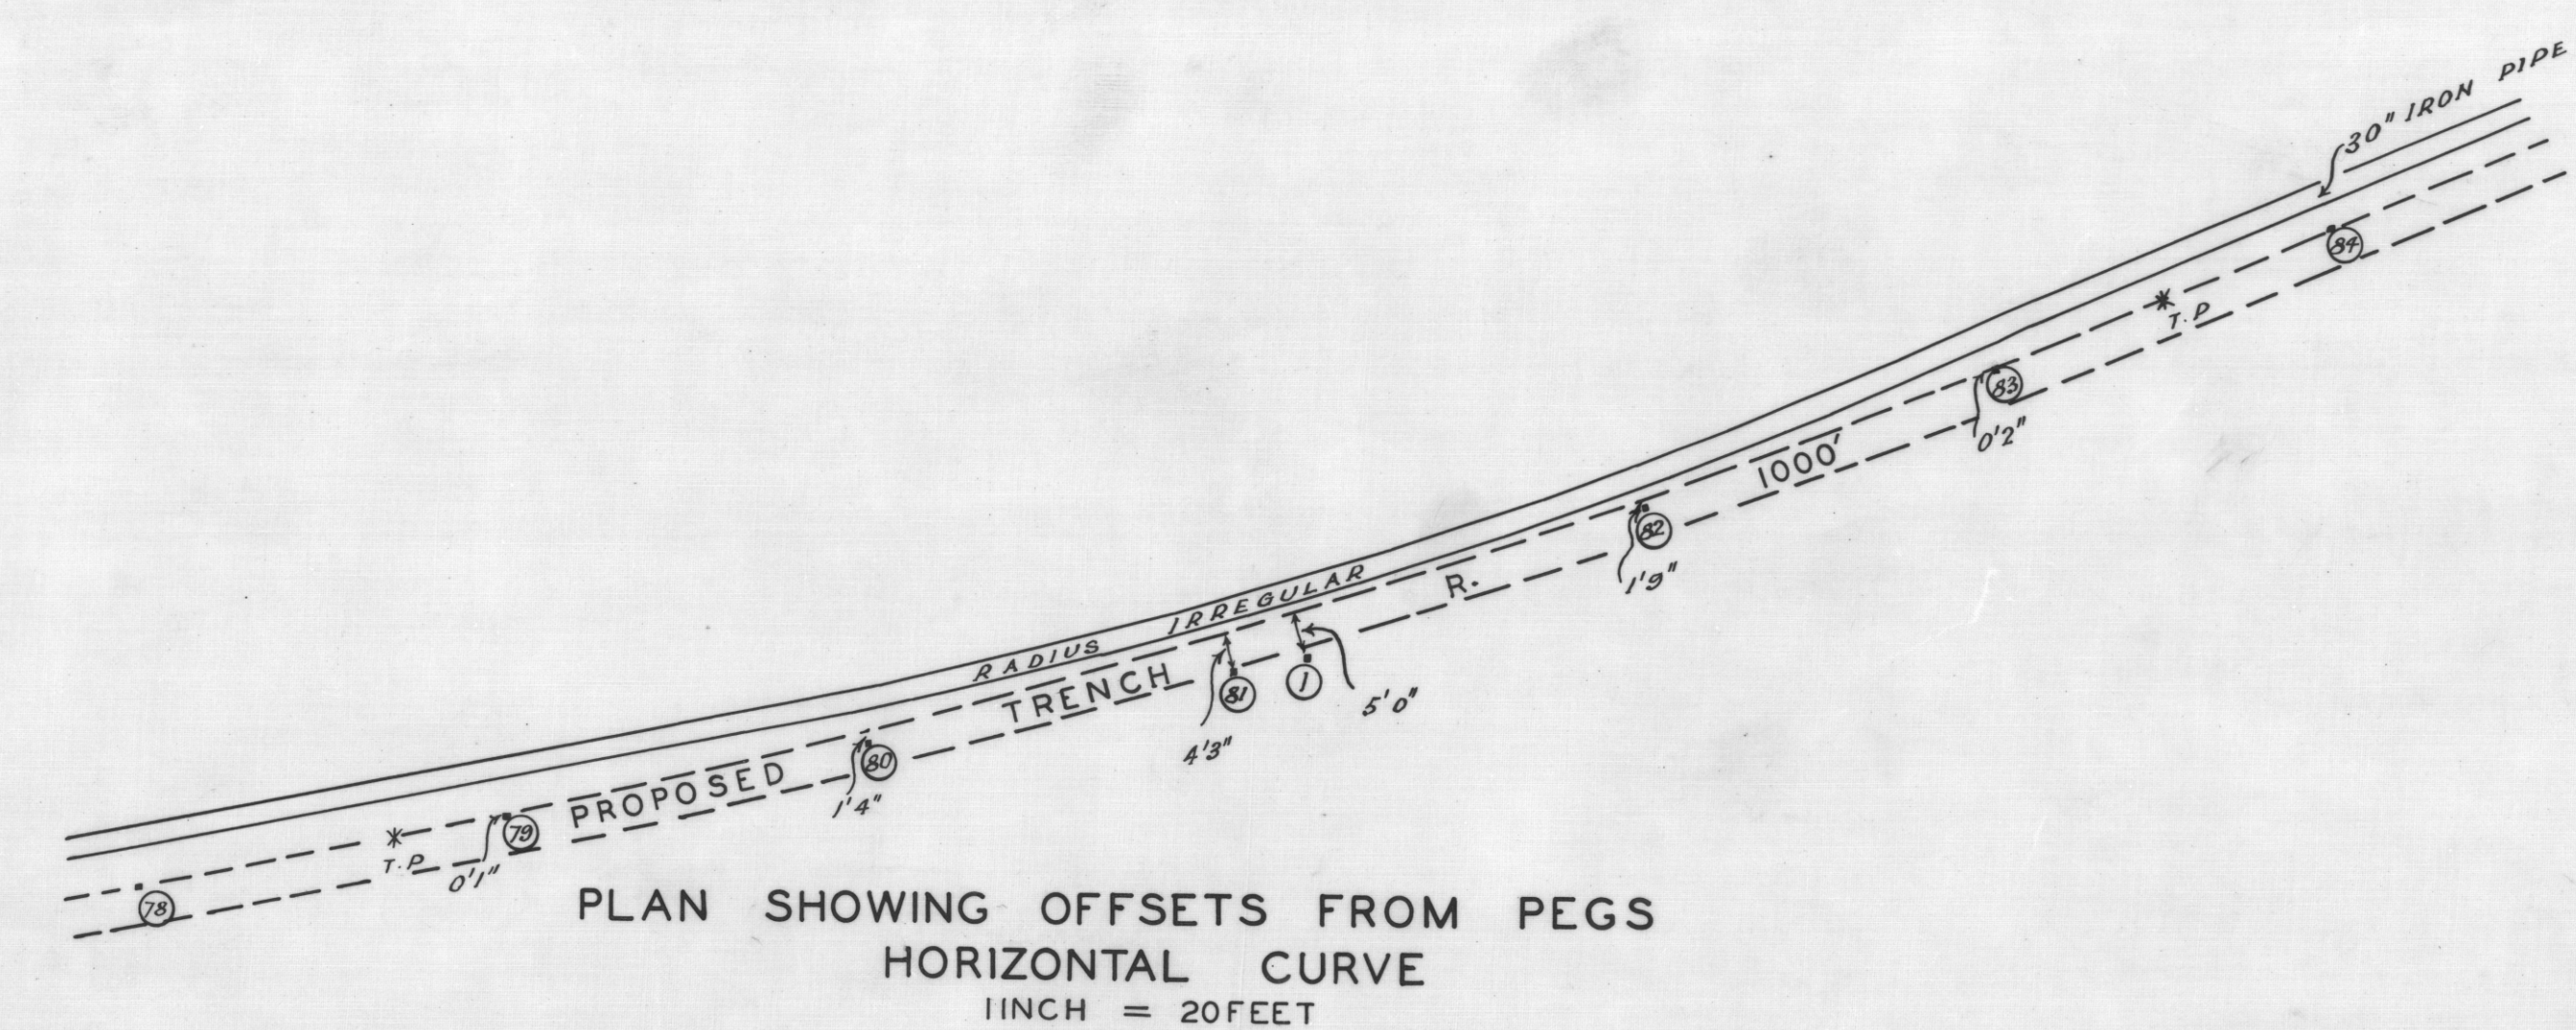 30" IRON PIPE
84
T.P
83
0'2"
1000'
82
1'9"
R.
RADIUS IRREGULAR
1
5'0"
81
4'3"
PROPOSED TRENCH
80
1'4"
79
0'1"
T.P
78
PLAN SHOWING OFFSETS FROM PEGS
HORIZONTAL CURVE
1INCH = 20FEET